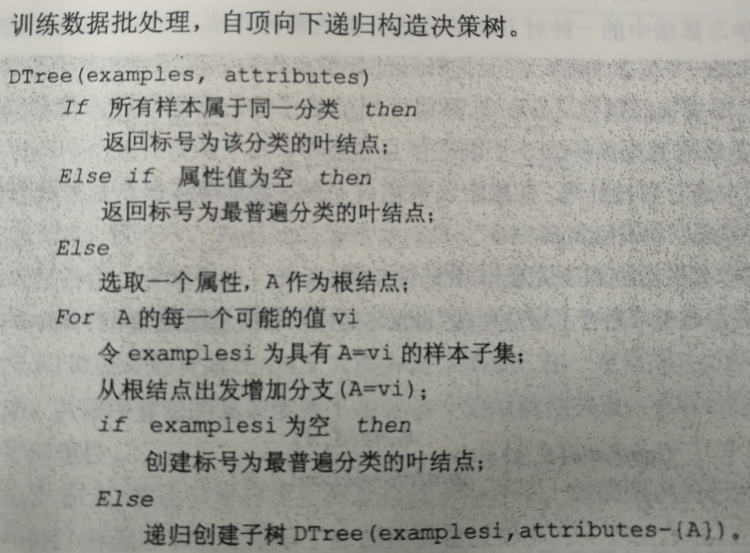 训练数据批处理，自顶向下递归构造决策树。
DTree(examples, attributes)
If 所有样本属于同一分类 then
返回标号为该分类的叶结点；
Else if 属性值为空 then
返回标号为最普遍分类的叶结点；
Else
选取一个属性，A 作为根结点；
For A 的每一个可能的值 vi
令 examplesi 为具有 A=vi 的样本子集；
从根结点出发增加分支(A=vi)；
if examplesi 为空 then
创建标号为最普遍分类的叶结点；
Else
递归创建子树 DTree(examplesi,attributes-{A})。